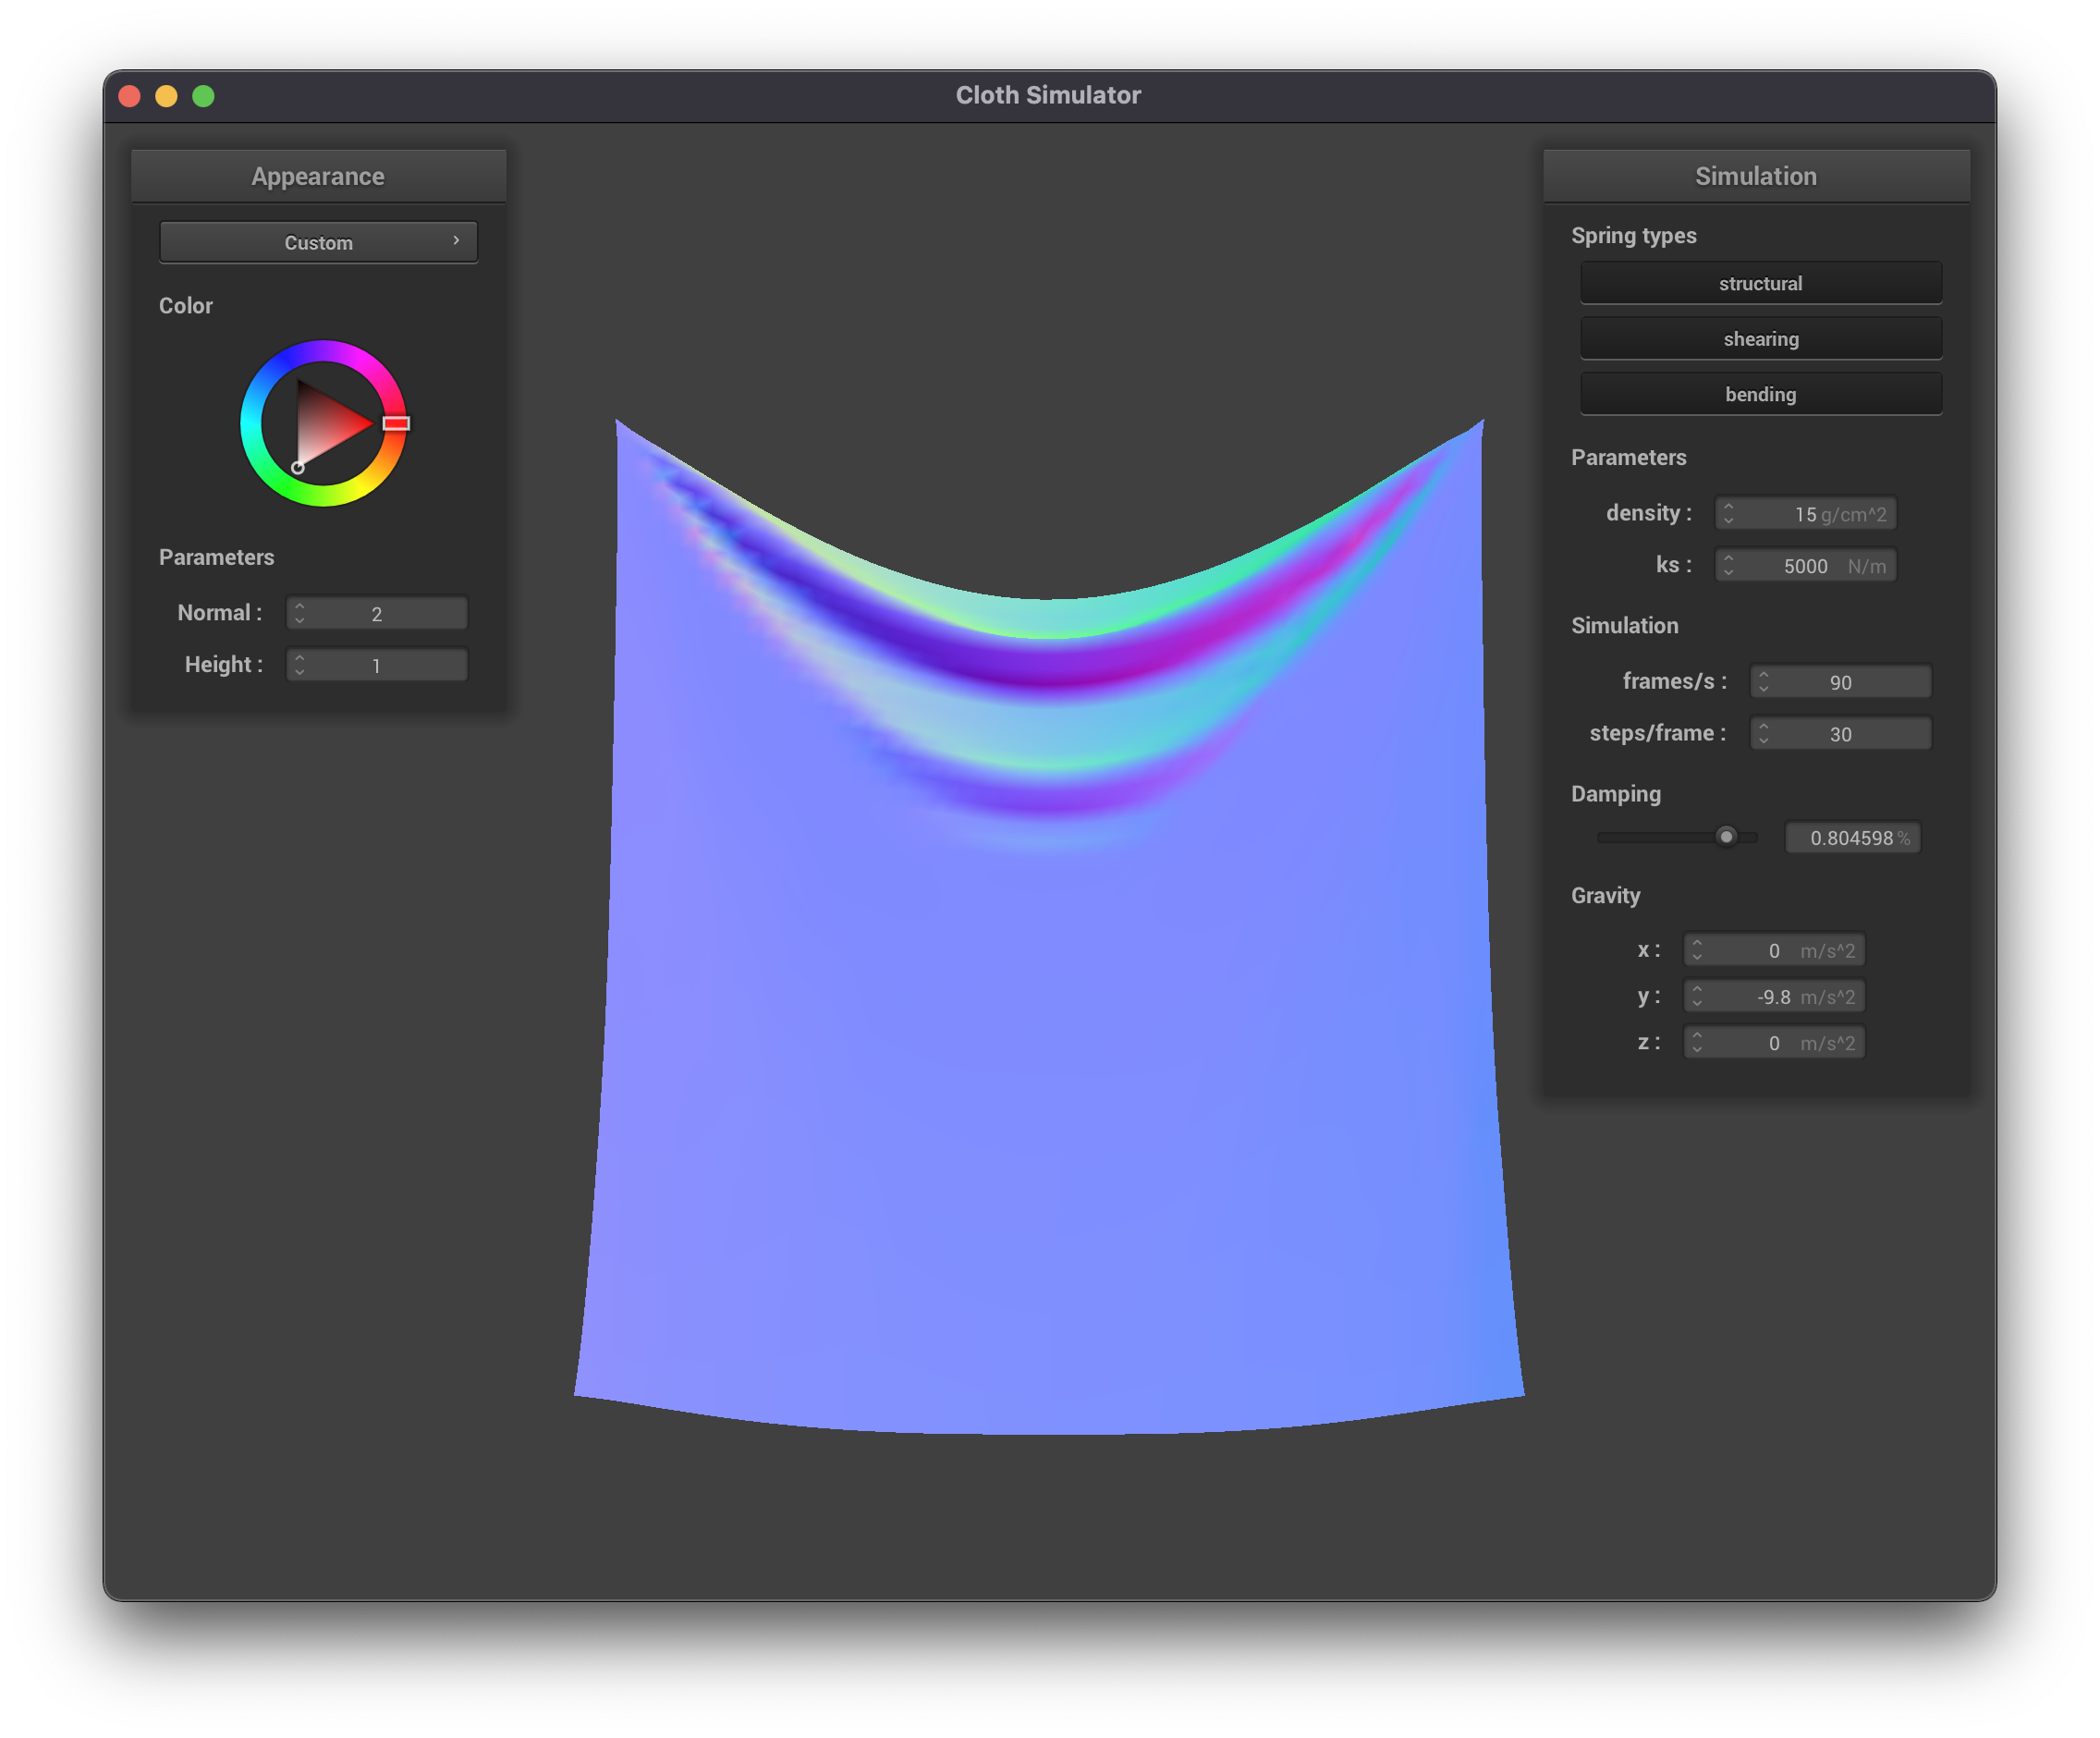 Cloth Simulator
Appearance
Custom
Color
Parameters
Normal : 2
Height : 1
Simulation
Spring types
structural
shearing
bending
Parameters
density : 15 g/cm^2
ks : 5000 N/m
Simulation
frames/s : 90
steps/frame : 30
Damping
0.804598 %
Gravity
x : 0 m/s^2
y : -9.8 m/s^2
z : 0 m/s^2